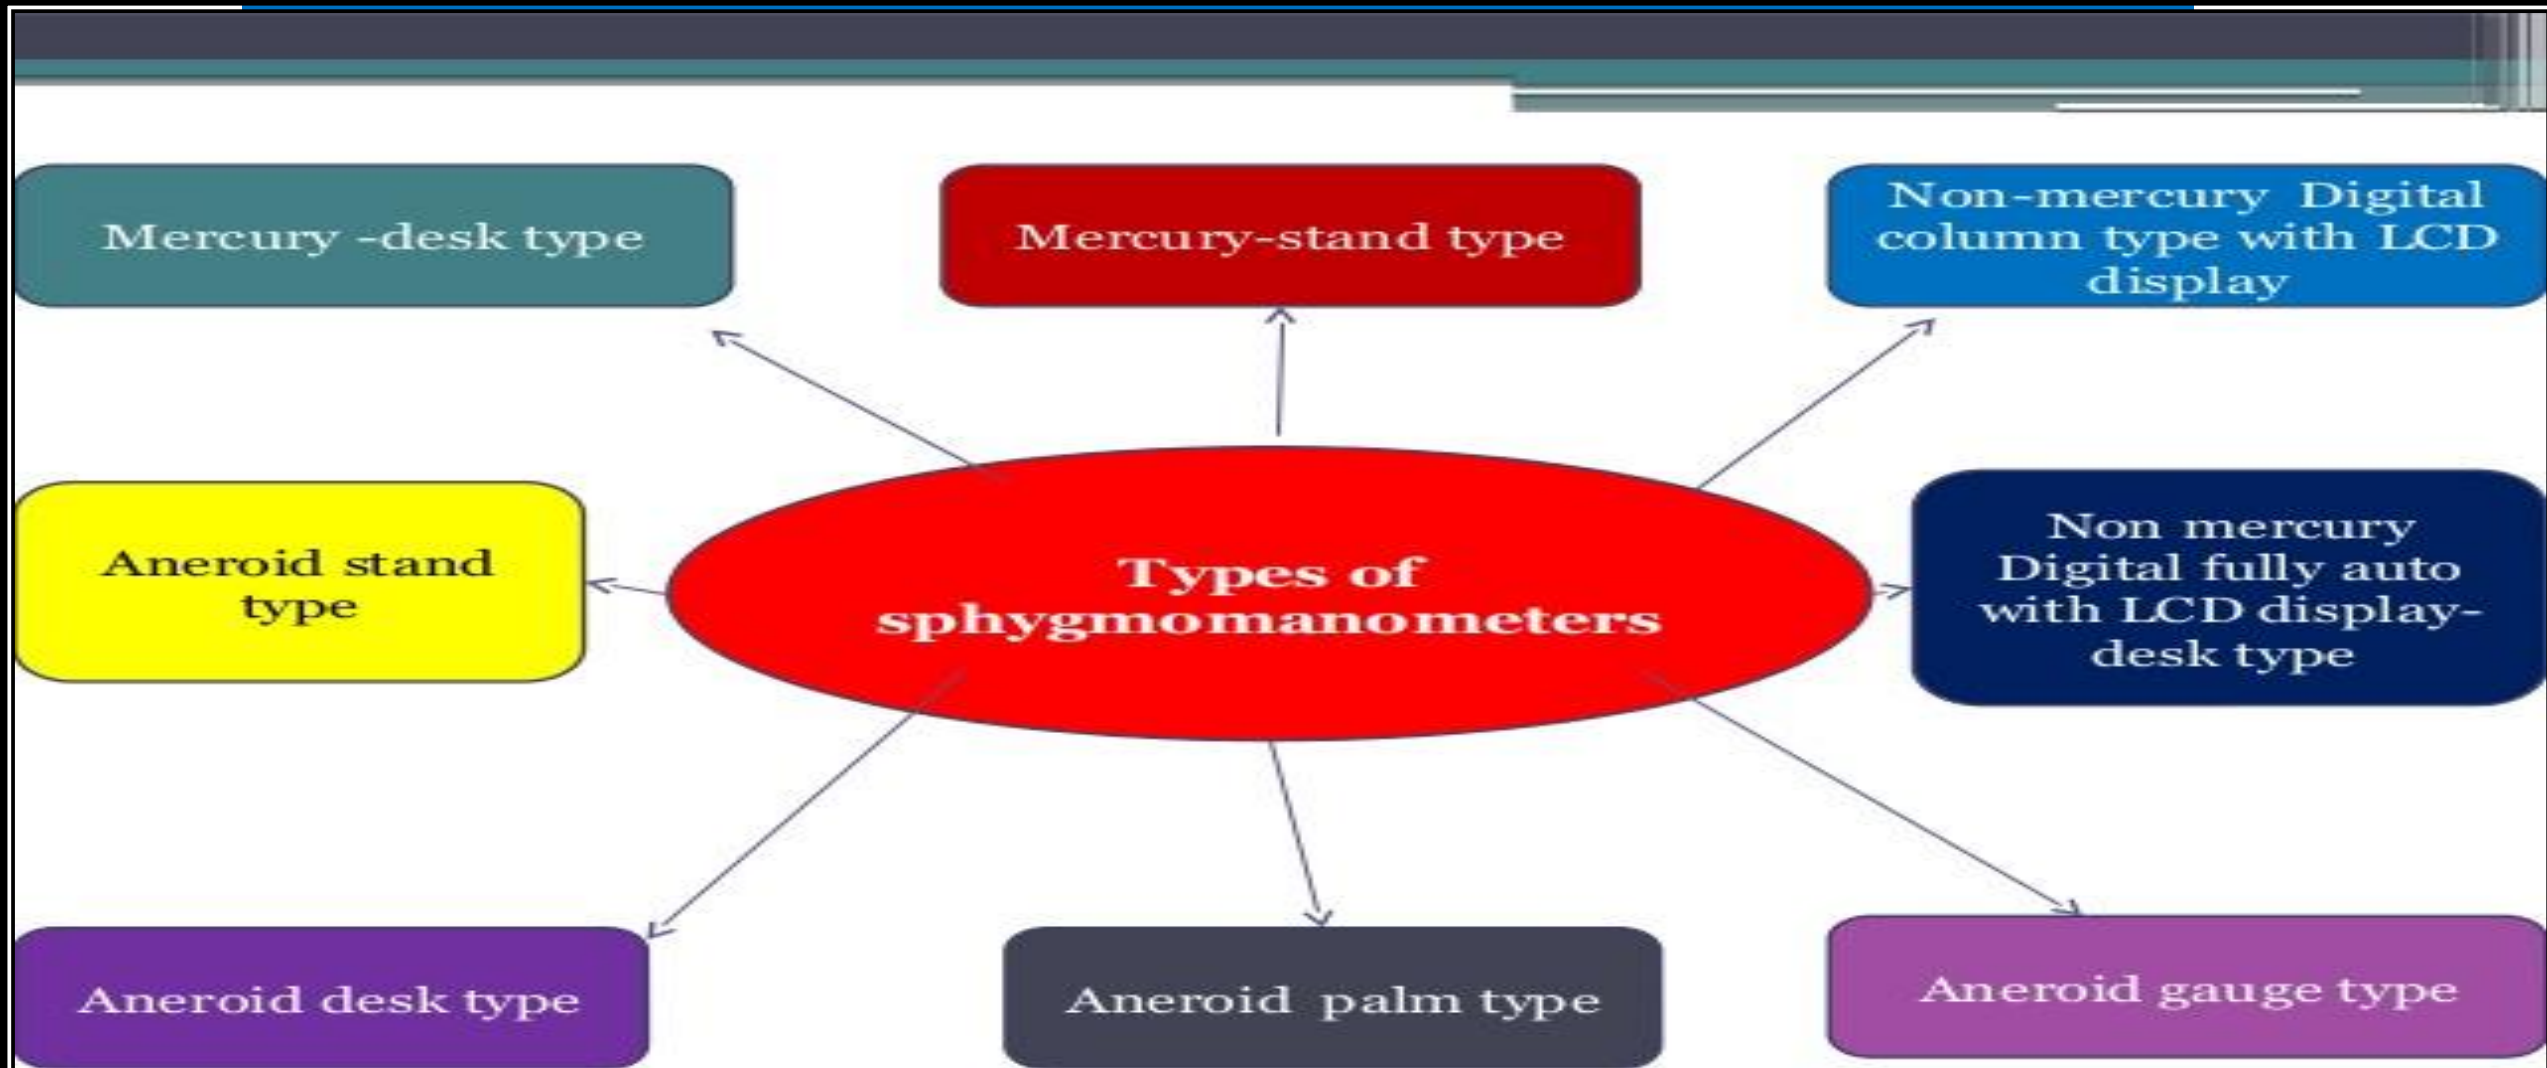 Mercury -desk type
Mercury-stand type
Non-mercury Digital
column type with LCD
display
Aneroid stand
type
Types of
sphygmomanometers
Non mercury
Digital fully auto
with LCD display-
desk type
Aneroid desk type
Aneroid palm type
Aneroid gauge type